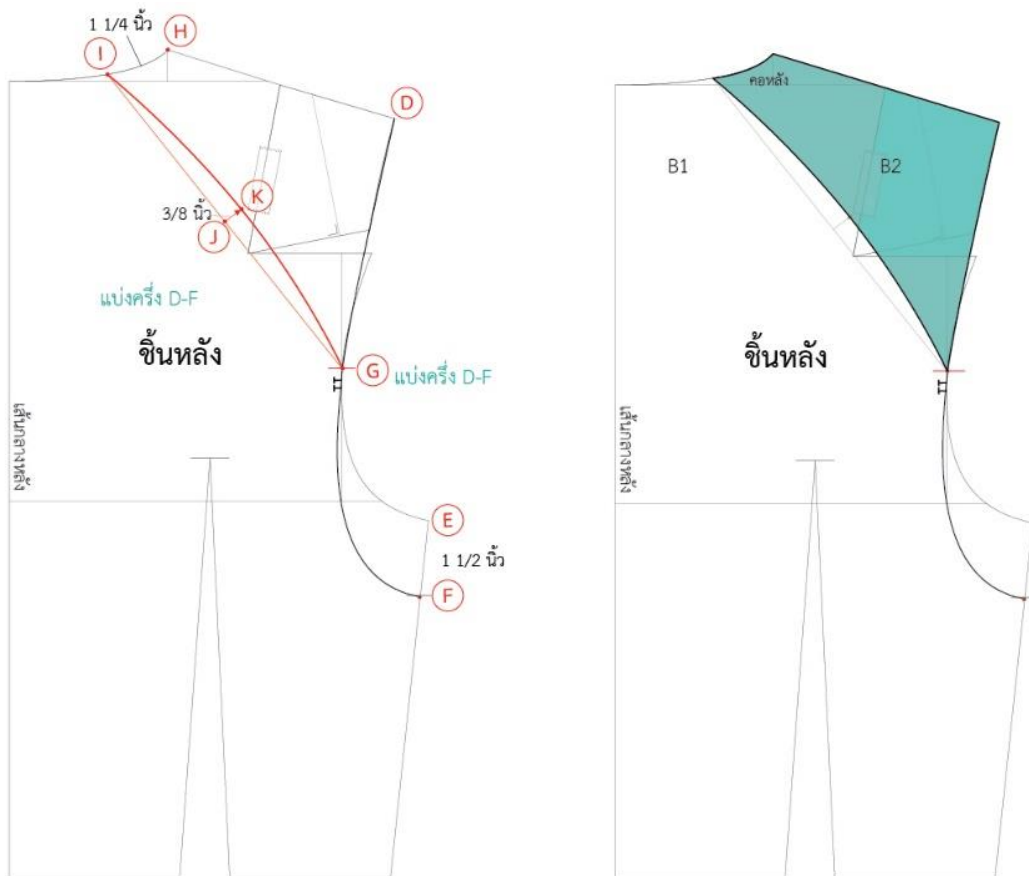 1 1/4 นิ้ว
H
I
D
K
3/8 นิ้ว
J
แบ่งครึ่ง D-F
ชิ้นหลัง
G
แบ่งครึ่ง D-F
เส้นกลางหลัง
E
1 1/2 นิ้ว
F
คอหลัง
B1
B2
ชิ้นหลัง
เส้นกลางหลัง